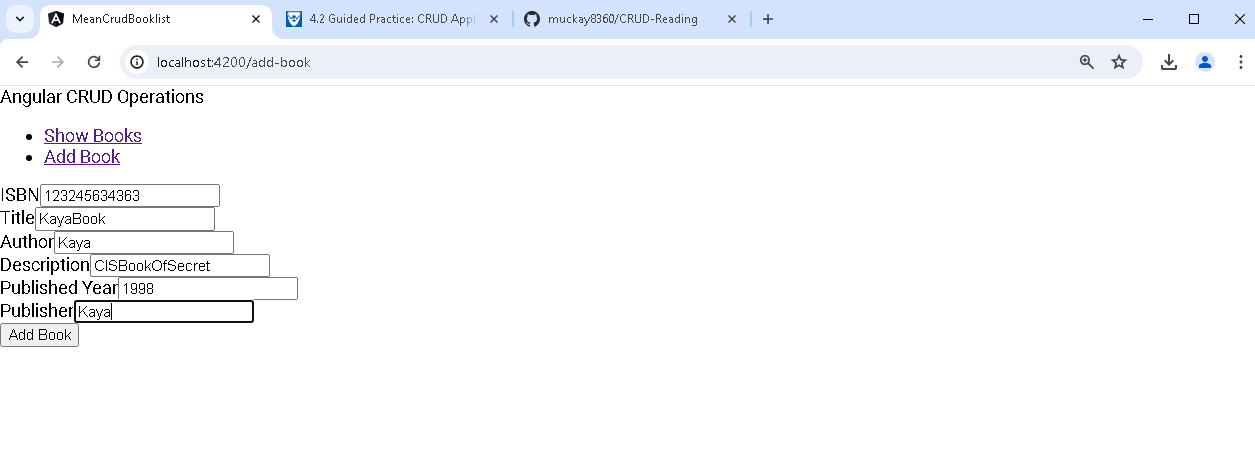 MeanCrudBooklist
4.2 Guided Practice: CRUD Appl
muckay8360/CRUD-Reading
localhost:4200/add-book
Angular CRUD Operations
Show Books
Add Book
ISBN 123245634363
Title KayaBook
Author Kaya
Description CISBookOfSecret
Published Year 1998
Publisher Kaya
Add Book